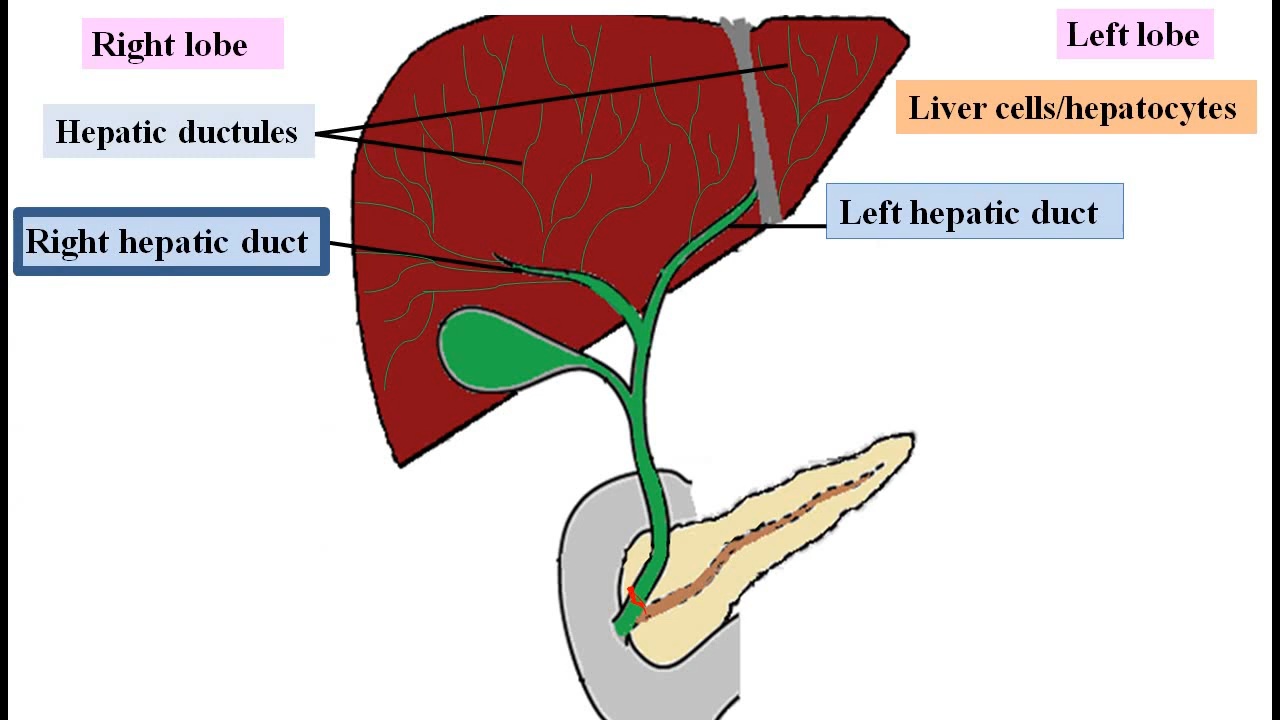 Right lobe
Left lobe
Hepatic ductules
Liver cells/hepatocytes
Right hepatic duct
Left hepatic duct